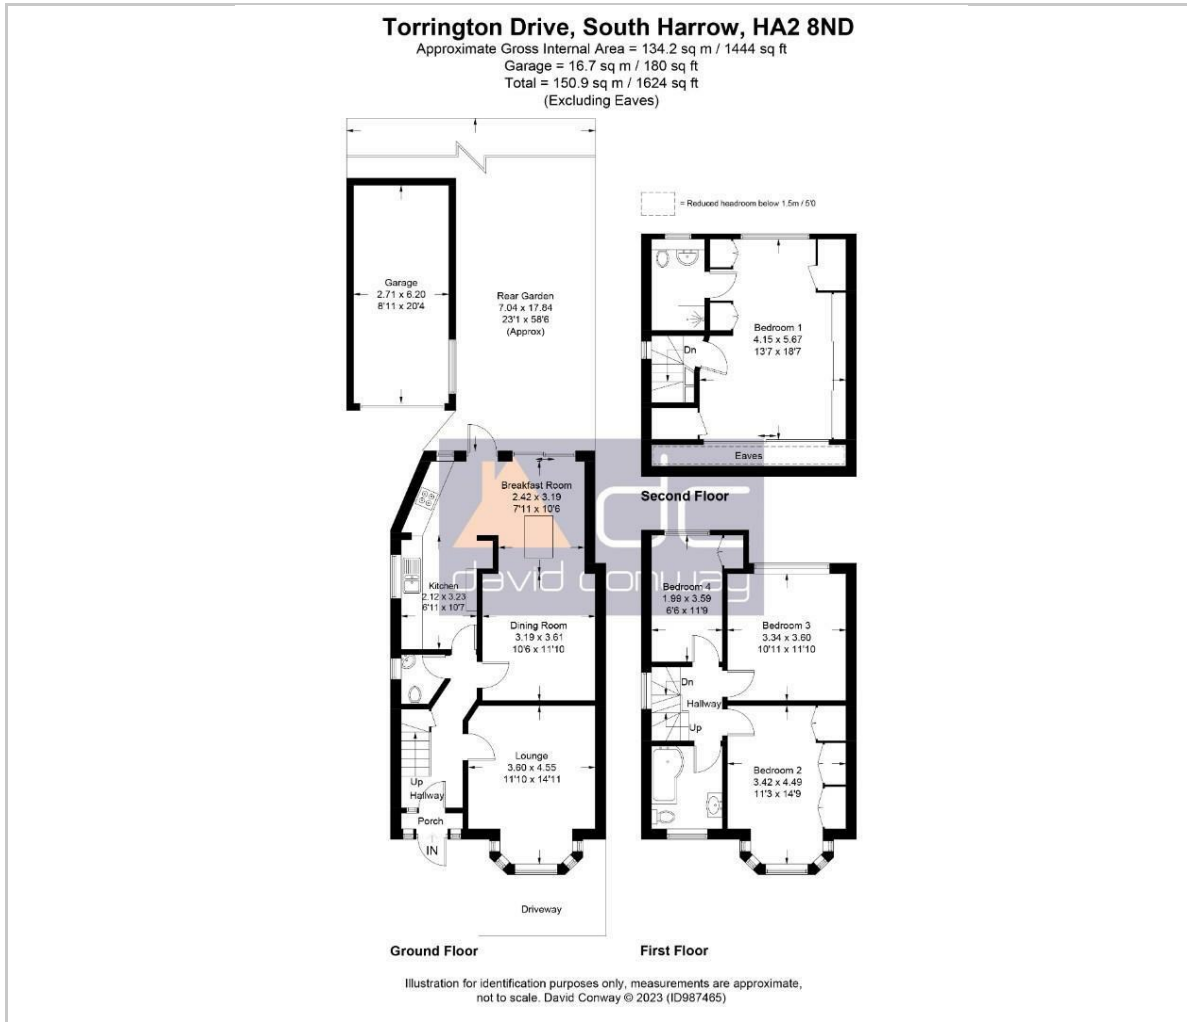 Torrington Drive, South Harrow, HA2 8ND
Approximate Gross Internal Area = 134.2 sq m / 1444 sq ft
Garage = 16.7 sq m / 180 sq ft
Total = 150.9 sq m / 1624 sq ft
(Excluding Eaves)
Garage
2.71 x 6.20
8'11 x 20'4
Rear Garden
7.04 x 17.84
23'1 x 58'6
(Approx)
Breakfast Room
2.42 x 3.19
7'11 x 10'6
Kitchen
2.12 x 3.23
6'11 x 10'7
Dining Room
3.19 x 3.61
10'6 x 11'10
Lounge
3.60 x 4.55
11'10 x 14'11
Up
Hallway
Porch
IN
Driveway
Ground Floor
= Reduced headroom below 1.5m / 5'0
Dn
Bedroom 1
4.15 x 5.67
13'7 x 18'7
Eaves
Second Floor
dc
david conway
Bedroom 4
1.99 x 3.59
6'6 x 11'9
Bedroom 3
3.34 x 3.60
10'11 x 11'10
Dn
Hallway
Up
Bedroom 2
3.42 x 4.49
11'3 x 14'9
First Floor
Illustration for identification purposes only, measurements are approximate,
not to scale. David Conway © 2023 (ID987465)